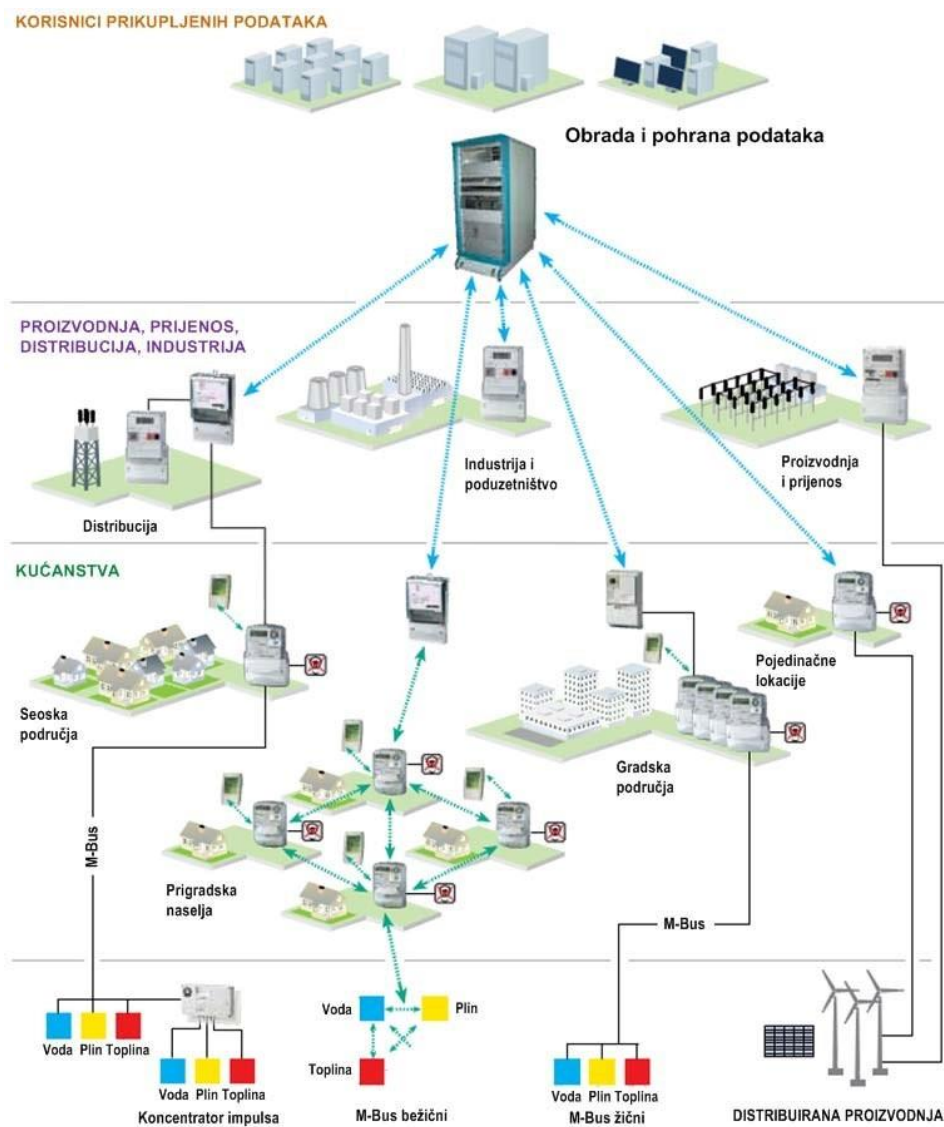 KORISNICI PRIKUPLJENIH PODATAKA
Obrada i pohrana podataka
PROIZVODNJA, PRIJENOS,
DISTRIBUCIJA, INDUSTRIJA
Industrija i
poduzetništvo
Proizvodnja
i prijenos
Distribucija
KUĆANSTVA
Pojedinačne
lokacije
Seoska
područja
Gradska
područja
M-Bus
Prigradska
naselja
M-Bus
Voda
Plin
Voda
Plin
Toplina
Toplina
Voda
Plin
Toplina
Voda
Plin
Toplina
Koncentrator impulsa
M-Bus bežični
M-Bus žični
DISTRIBUIRANA PROIZVODNJA